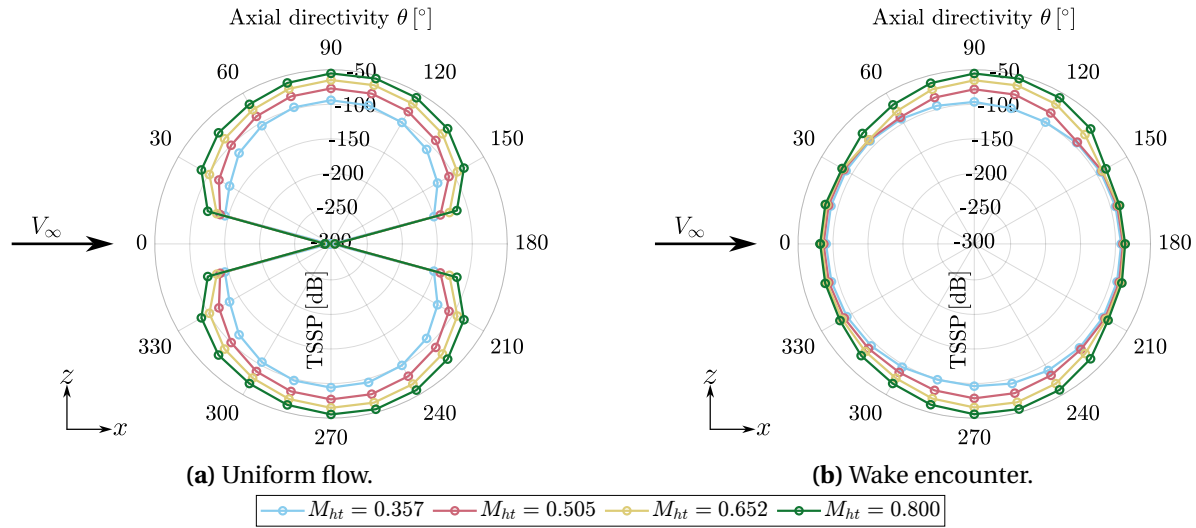 Axial directivity θ [°]
90
60
120
30
150
0
180
330
210
300
240
270
-50
-100
-150
-200
-250
-300
TSSP [dB]
V∞
z
x
(a) Uniform flow.
Axial directivity θ [°]
90
60
120
30
150
0
180
330
210
300
240
270
-50
-100
-150
-200
-250
-300
TSSP [dB]
V∞
z
x
(b) Wake encounter.
M_ht = 0.357 M_ht = 0.505 M_ht = 0.652 M_ht = 0.800